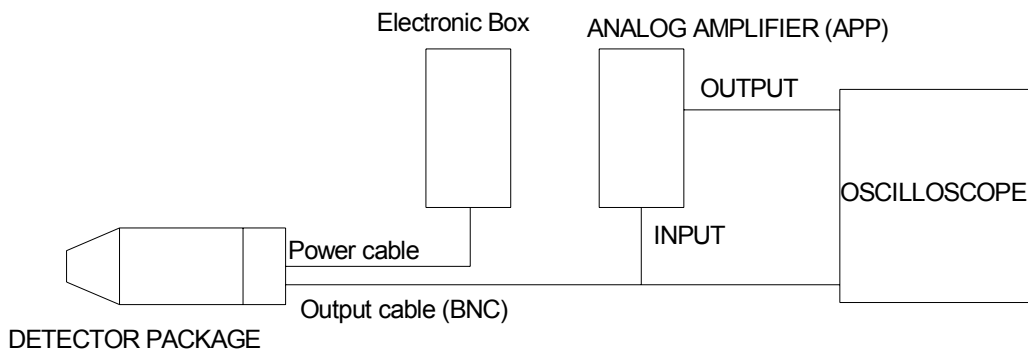 Electronic Box
ANALOG AMPLIFIER (APP)
OUTPUT
OSCILLOSCOPE
INPUT
Power cable
Output cable (BNC)
DETECTOR PACKAGE